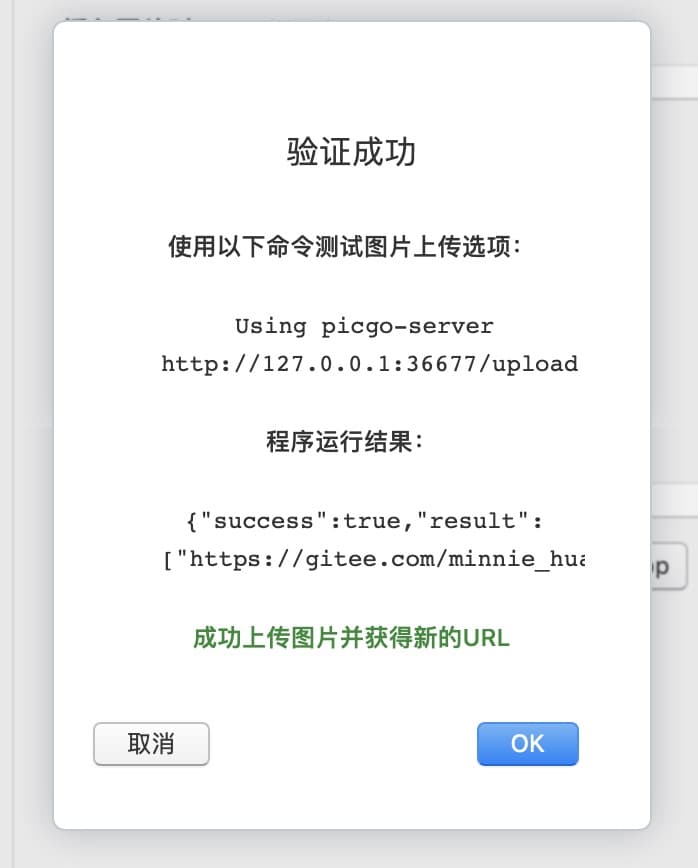 验证成功
使用以下命令测试图片上传选项：
Using picgo-server
http://127.0.0.1:36677/upload
程序运行结果：
{"success":true,"result":
["https://gitee.com/minnie_hua
成功上传图片并获得新的URL
取消
OK